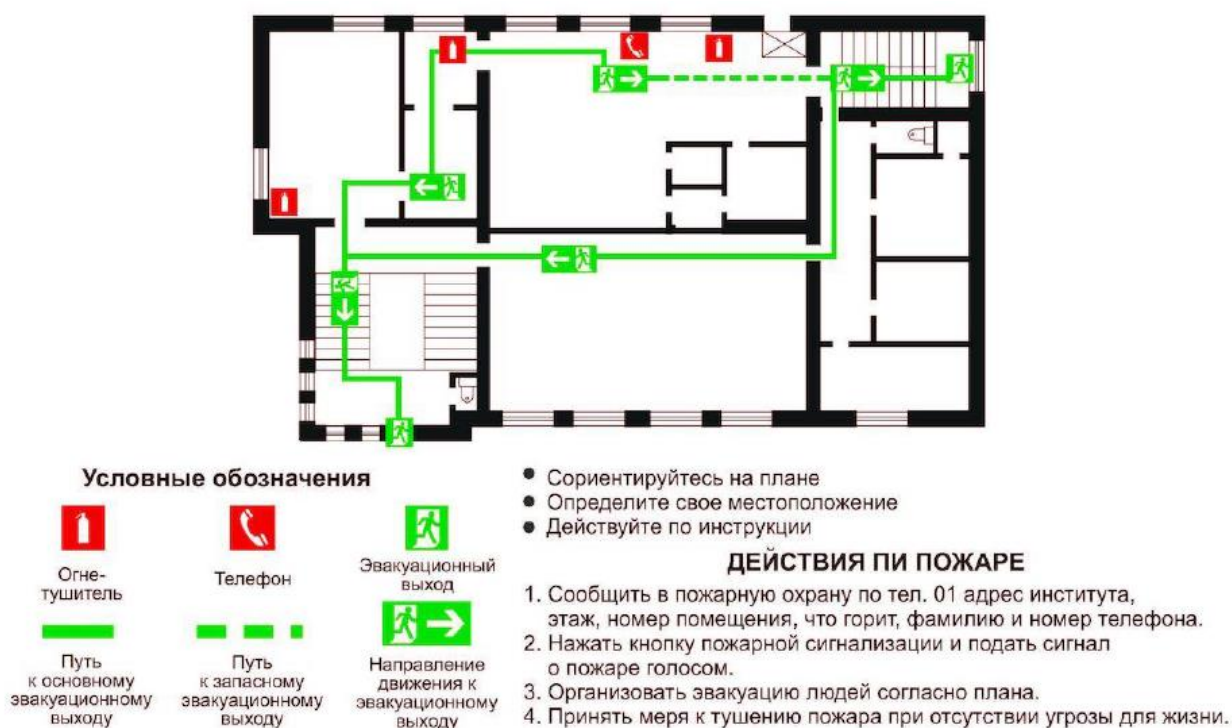 Условные обозначения
Огне-
тушитель
Телефон
Эвакуационный
выход
Путь
к основному
эвакуационному
выходу
Путь
к запасному
эвакуационному
выходу
Направление
движения к
эвакуационному
выходу
• Сориентируйтесь на плане
• Определите свое местоположение
• Действуйте по инструкции
ДЕЙСТВИЯ ПИ ПОЖАРЕ
1. Сообщить в пожарную охрану по тел. 01 адрес института,
этаж, номер помещения, что горит, фамилию и номер телефона.
2. Нажать кнопку пожарной сигнализации и подать сигнал
о пожаре голосом.
3. Организовать эвакуацию людей согласно плана.
4. Принять меря к тушению пожара при отсутствии угрозы для жизни.